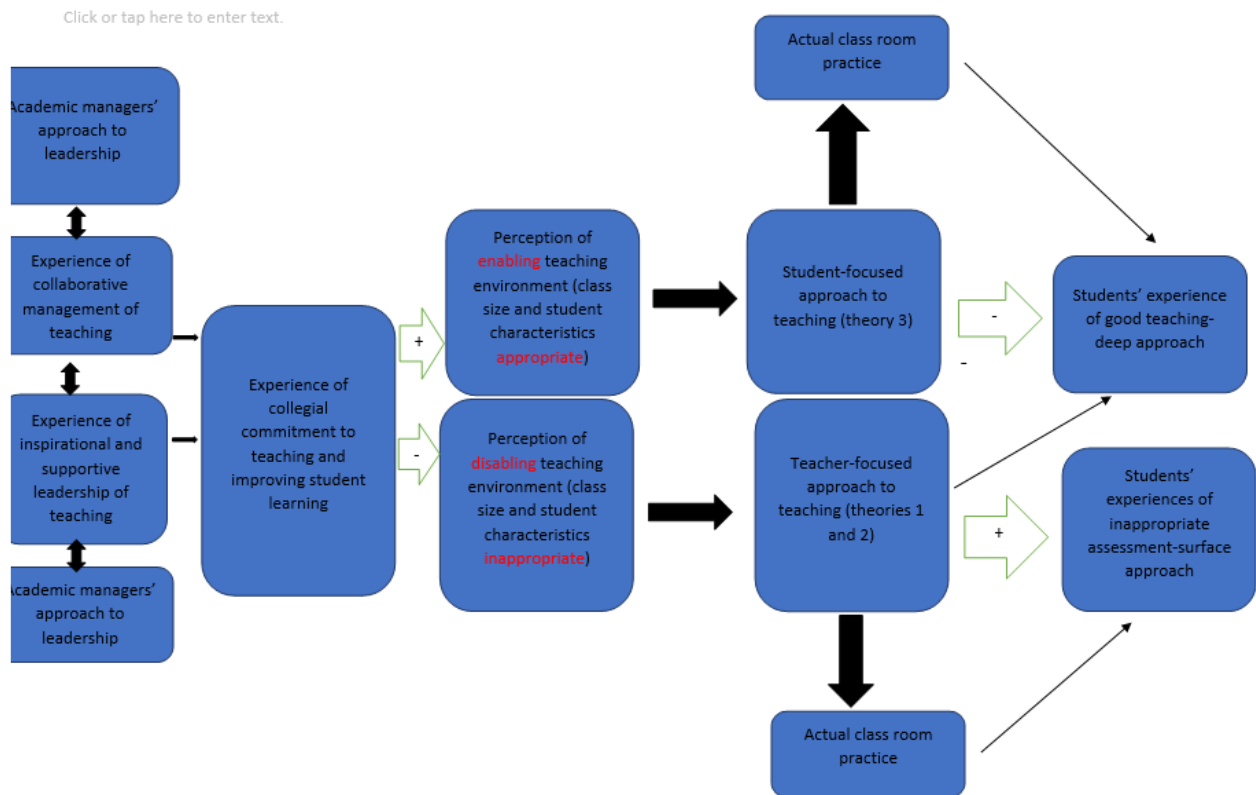 Click or tap here to enter text.
Academic managers’
approach to
leadership
Experience of
collaborative
management of
teaching
Experience of
inspirational and
supportive
leadership of
teaching
Academic managers’
approach to
leadership
Experience of
collegial
commitment to
teaching and
improving student
learning
+
-
Perception of
enabling teaching
environment (class
size and student
characteristics
appropriate)
Perception of
disabling teaching
environment (class
size and student
characteristics
inappropriate)
Actual class room
practice
Student-focused
approach to
teaching (theory 3)
Teacher-focused
approach to
teaching (theories 1
and 2)
Actual class room
practice
-
-
+
Students’ experience
of good teaching-
deep approach
Students’
experiences of
inappropriate
assessment-surface
approach